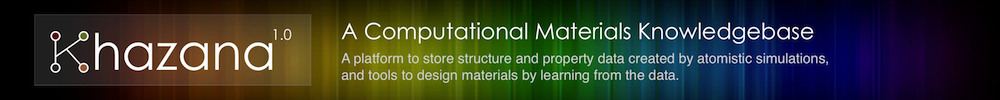 Khazana 1.0
A Computational Materials Knowledgebase
A platform to store structure and property data created by atomistic simulations,
and tools to design materials by learning from the data.